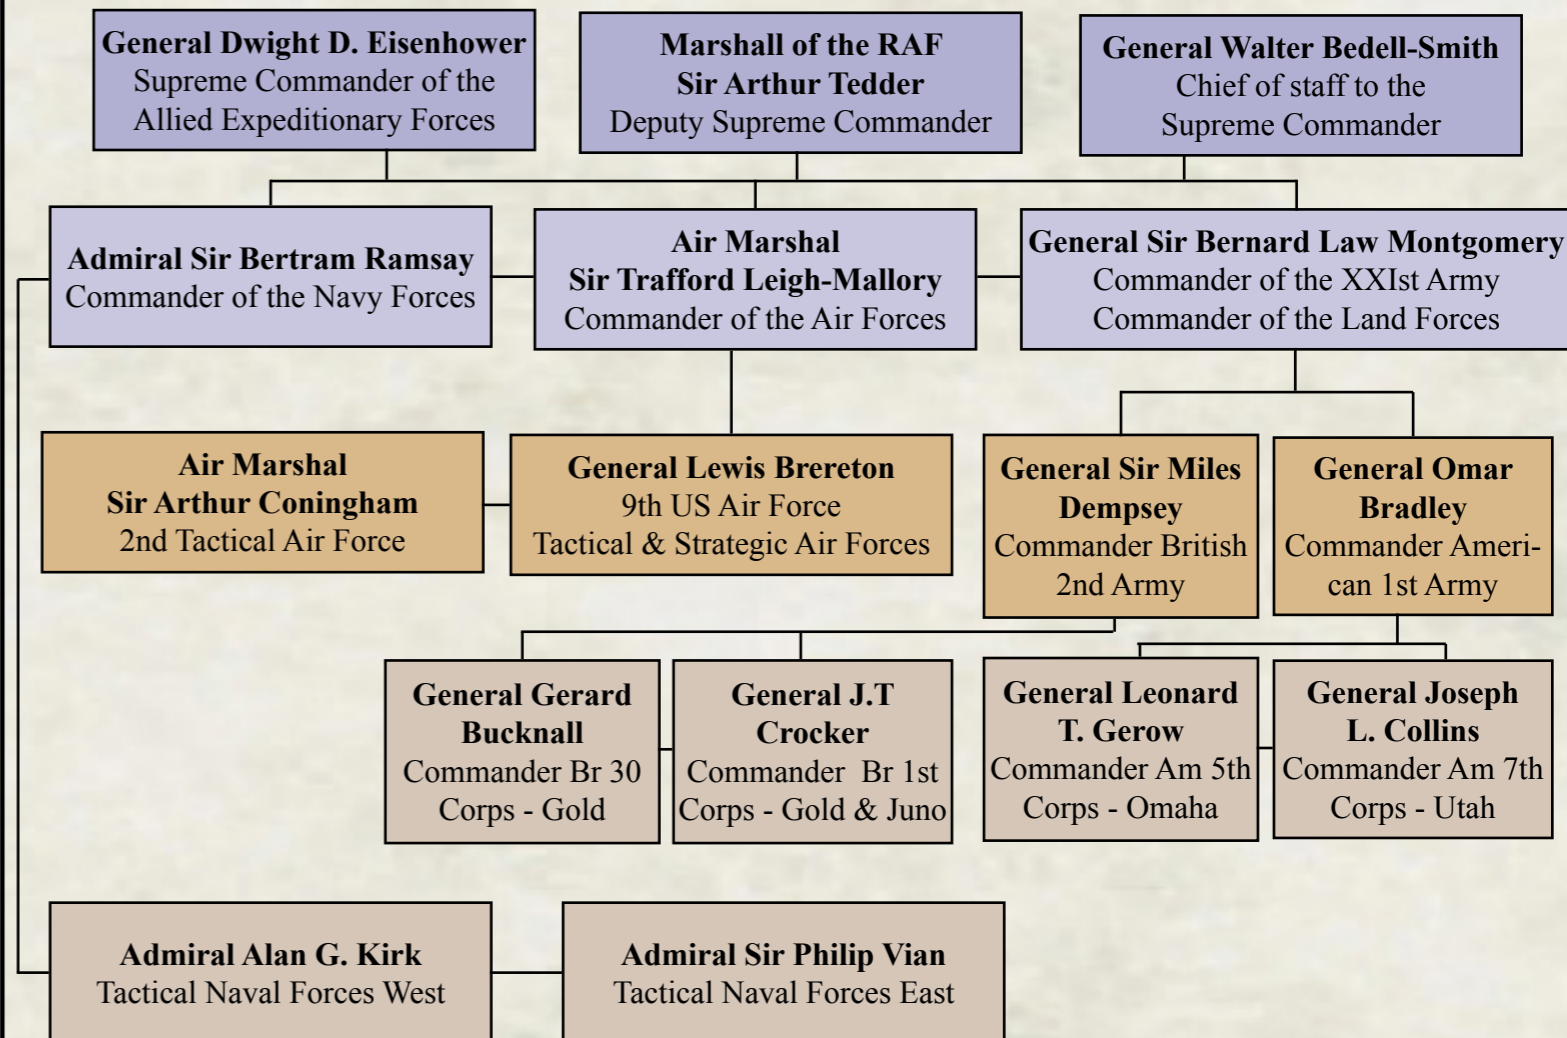 General Dwight D. Eisenhower
Supreme Commander of the
Allied Expeditionary Forces
Marshall of the RAF
Sir Arthur Tedder
Deputy Supreme Commander
General Walter Bedell-Smith
Chief of staff to the
Supreme Commander
Admiral Sir Bertram Ramsay
Commander of the Navy Forces
Air Marshal
Sir Trafford Leigh-Mallory
Commander of the Air Forces
General Sir Bernard Law Montgomery
Commander of the XXIst Army
Commander of the Land Forces
Air Marshal
Sir Arthur Coningham
2nd Tactical Air Force
General Lewis Brereton
9th US Air Force
Tactical & Strategic Air Forces
General Sir Miles
Dempsey
Commander British
2nd Army
General Omar
Bradley
Commander Ameri-
can 1st Army
General Gerard
Bucknall
Commander Br 30
Corps - Gold
General J.T
Crocker
Commander  Br 1st
Corps - Gold & Juno
General Leonard
T. Gerow
Commander Am 5th
Corps - Omaha
General Joseph
L. Collins
Commander Am 7th
Corps - Utah
Admiral Alan G. Kirk
Tactical Naval Forces West
Admiral Sir Philip Vian
Tactical Naval Forces East